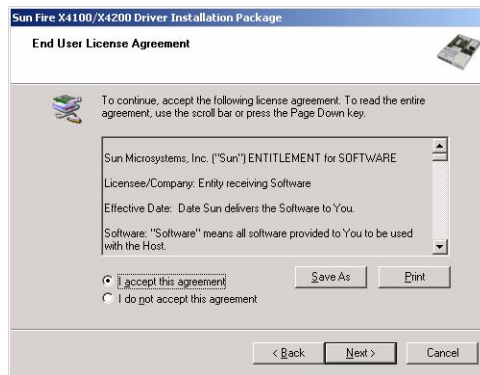 Sun Fire X4100/X4200 Driver Installation Package
End User License Agreement
To continue, accept the following license agreement. To read the entire
agreement, use the scroll bar or press the Page Down key.
Sun Microsystems, Inc. ("Sun") ENTITLEMENT for SOFTWARE
Licensee/Company: Entity receiving Software
Effective Date: Date Sun delivers the Software to You.
Software: "Software" means all software provided to You to be used
with the Host.
I accept this agreement
I do not accept this agreement
Save As
Print
< Back
Next >
Cancel